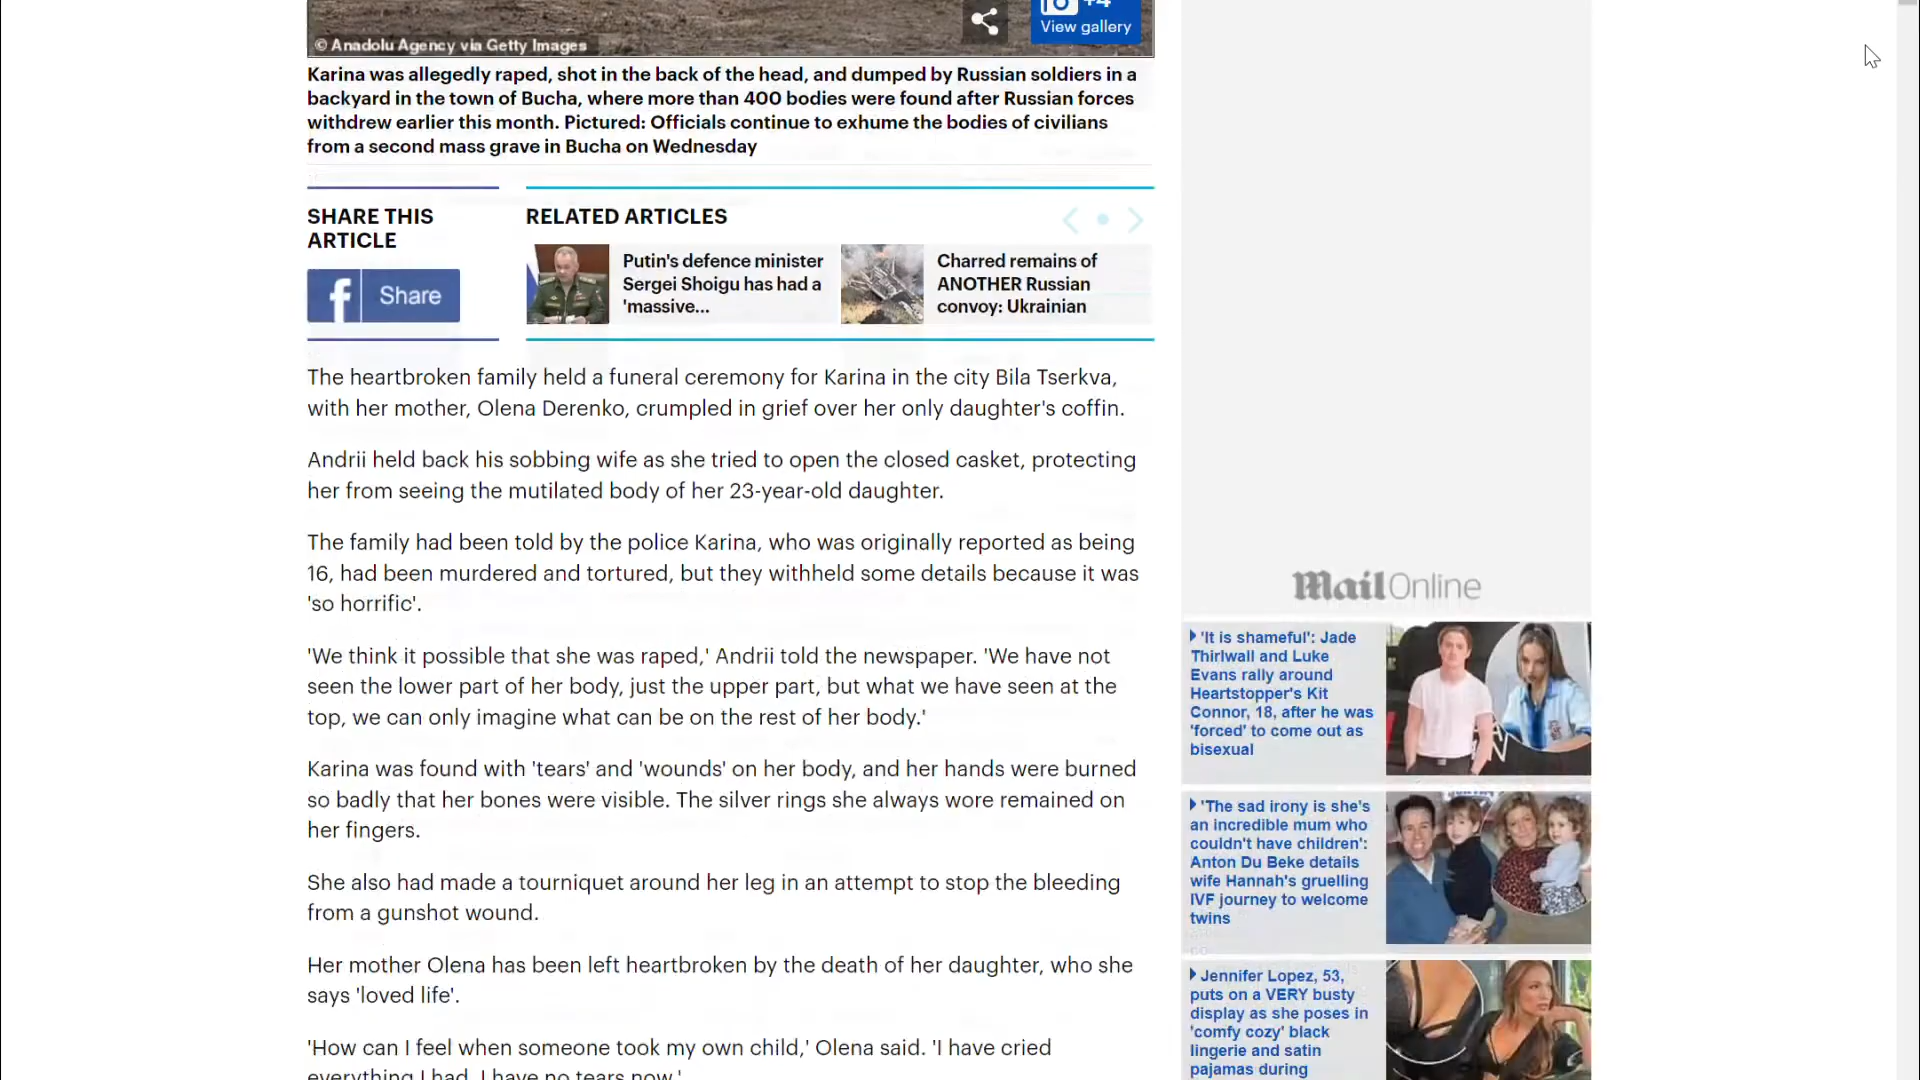 +4
View gallery
© Anadolu Agency via Getty Images
Karina was allegedly raped, shot in the back of the head, and dumped by Russian soldiers in a
backyard in the town of Bucha, where more than 400 bodies were found after Russian forces
withdrew earlier this month. Pictured: Officials continue to exhume the bodies of civilians
from a second mass grave in Bucha on Wednesday
SHARE THIS
ARTICLE
f Share
RELATED ARTICLES
Putin's defence minister
Sergei Shoigu has had a
'massive...
Charred remains of
ANOTHER Russian
convoy: Ukrainian
The heartbroken family held a funeral ceremony for Karina in the city Bila Tserkva,
with her mother, Olena Derenko, crumpled in grief over her only daughter's coffin.
Andrii held back his sobbing wife as she tried to open the closed casket, protecting
her from seeing the mutilated body of her 23-year-old daughter.
The family had been told by the police Karina, who was originally reported as being
16, had been murdered and tortured, but they withheld some details because it was
'so horrific'.
'We think it possible that she was raped,' Andrii told the newspaper. 'We have not
seen the lower part of her body, just the upper part, but what we have seen at the
top, we can only imagine what can be on the rest of her body.'
Karina was found with 'tears' and 'wounds' on her body, and her hands were burned
so badly that her bones were visible. The silver rings she always wore remained on
her fingers.
She also had made a tourniquet around her leg in an attempt to stop the bleeding
from a gunshot wound.
Her mother Olena has been left heartbroken by the death of her daughter, who she
says 'loved life'.
'How can I feel when someone took my own child,' Olena said. 'I have cried
everything I had, I have no tears now.'
Mail Online
'It is shameful': Jade
Thirlwall and Luke
Evans rally around
Heartstopper's Kit
Connor, 18, after he was
'forced' to come out as
bisexual
'The sad irony is she's
an incredible mum who
couldn't have children':
Anton Du Beke details
wife Hannah's gruelling
IVF journey to welcome
twins
Jennifer Lopez, 53,
puts on a VERY busty
display as she poses in
'comfy cozy' black
lingerie and satin
pajamas during